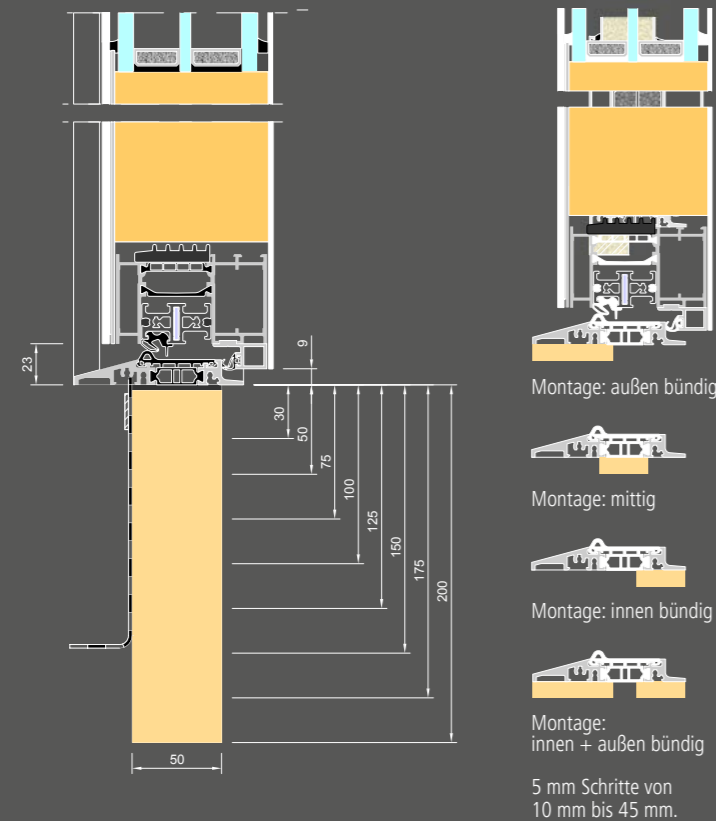 23
9
30
50
75
100
125
150
175
200
50
Montage: außen bündig
Montage: mittig
Montage: innen bündig
Montage:
innen + außen bündig
5 mm Schritte von
10 mm bis 45 mm.